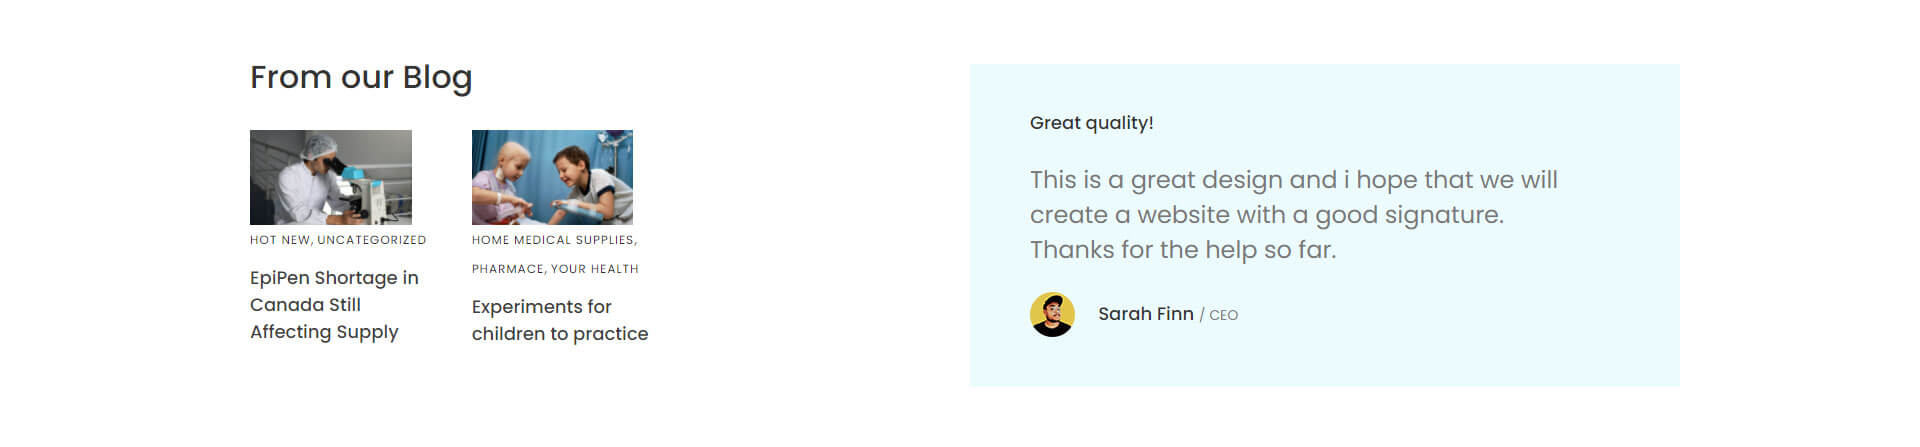 From our Blog
HOT NEW, UNCATEGORIZED
EpiPen Shortage in
Canada Still
Affecting Supply
HOME MEDICAL SUPPLIES,
PHARMACE, YOUR HEALTH
Experiments for
children to practice
Great quality!
This is a great design and i hope that we will
create a website with a good signature.
Thanks for the help so far.
Sarah Finn / CEO